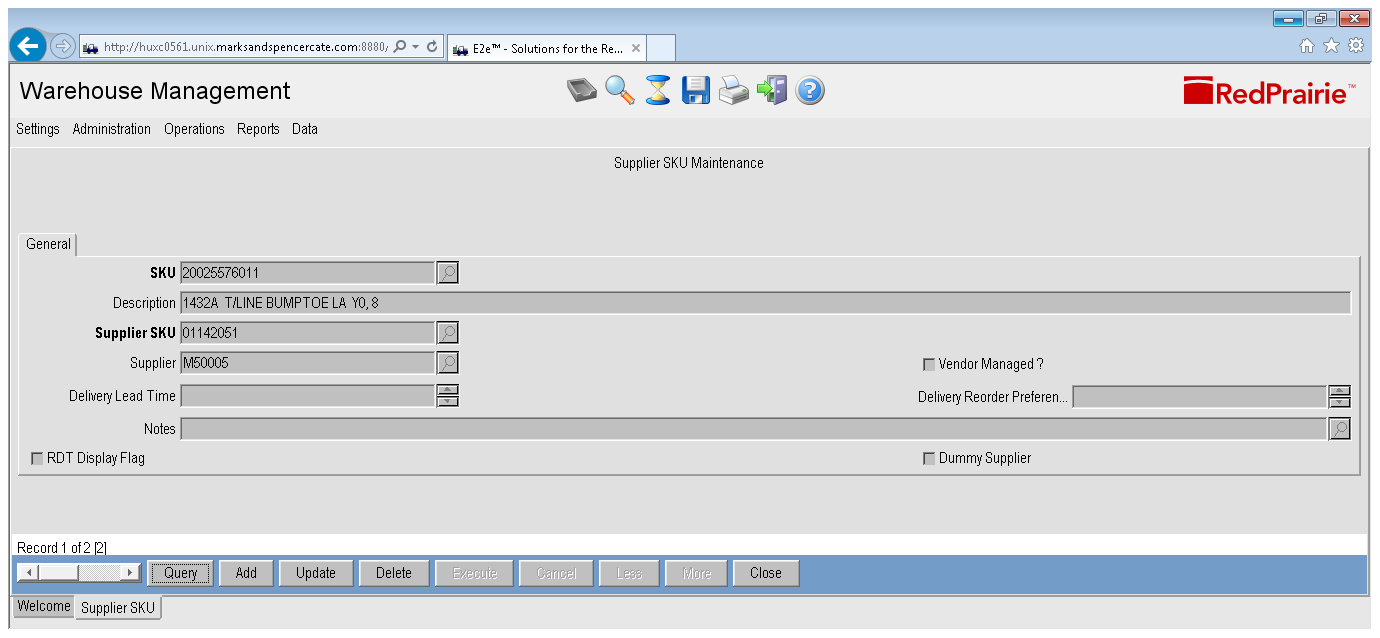 http://huxc0561.unix.marksandspencercate.com:8880/
E2e™ - Solutions for the Re...
Warehouse Management
RedPrairie™
Settings Administration Operations Reports Data
Supplier SKU Maintenance
General
SKU 20025576011
Description 1432A T/LINE BUMPTOE LA Y0, 8
Supplier SKU 01142051
Supplier M50005
Vendor Managed ?
Delivery Lead Time
Delivery Reorder Preferen...
Notes
RDT Display Flag
Dummy Supplier
Record 1 of 2 [2]
Query Add Update Delete Execute Cancel Less More Close
Welcome Supplier SKU